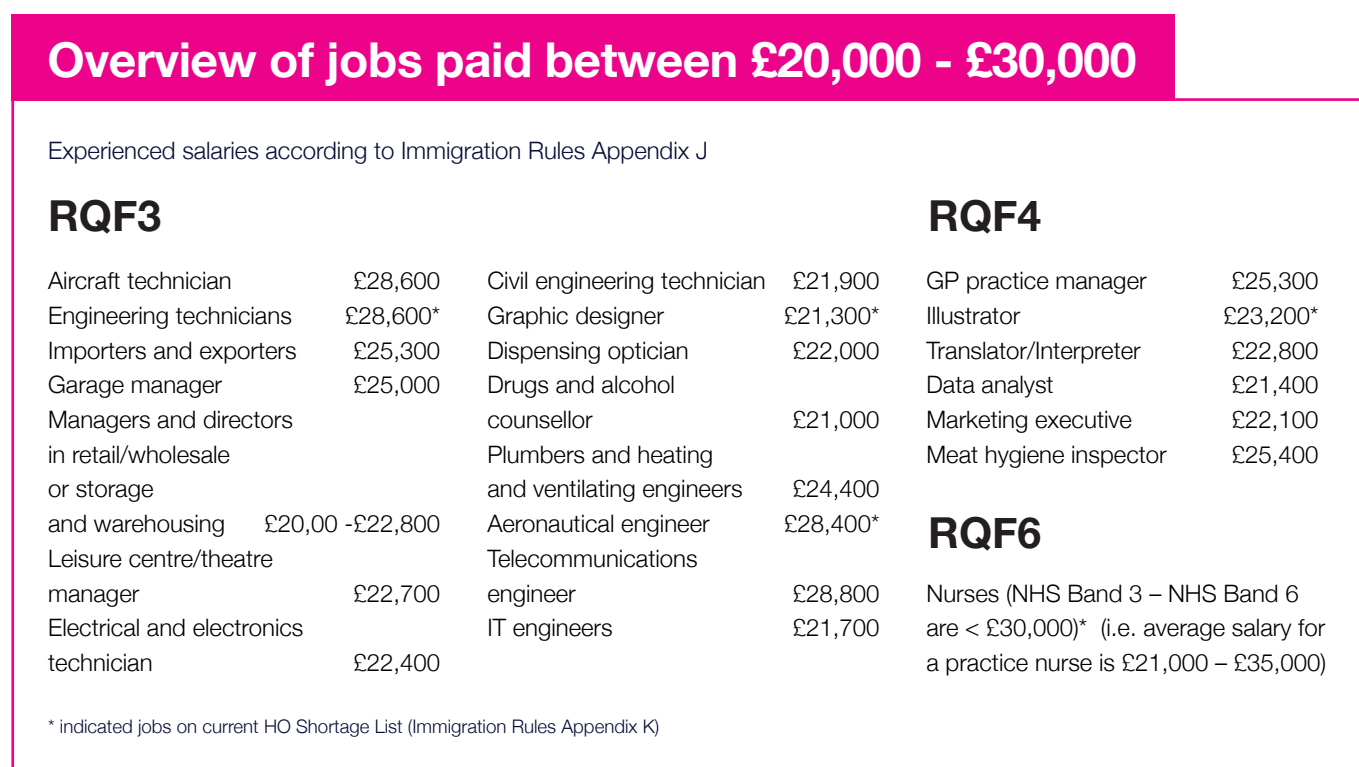 Overview of jobs paid between £20,000 - £30,000
Experienced salaries according to Immigration Rules Appendix J
RQF3
Aircraft technician £28,600
Engineering technicians £28,600*
Importers and exporters £25,300
Garage manager £25,000
Managers and directors
in retail/wholesale
or storage
and warehousing £20,00 -£22,800
Leisure centre/theatre
manager £22,700
Electrical and electronics
technician £22,400
Civil engineering technician £21,900
Graphic designer £21,300*
Dispensing optician £22,000
Drugs and alcohol
counsellor £21,000
Plumbers and heating
and ventilating engineers £24,400
Aeronautical engineer £28,400*
Telecommunications
engineer £28,800
IT engineers £21,700
RQF4
GP practice manager £25,300
Illustrator £23,200*
Translator/Interpreter £22,800
Data analyst £21,400
Marketing executive £22,100
Meat hygiene inspector £25,400
RQF6
Nurses (NHS Band 3 – NHS Band 6
are < £30,000)* (i.e. average salary for
a practice nurse is £21,000 – £35,000)
* indicated jobs on current HO Shortage List (Immigration Rules Appendix K)